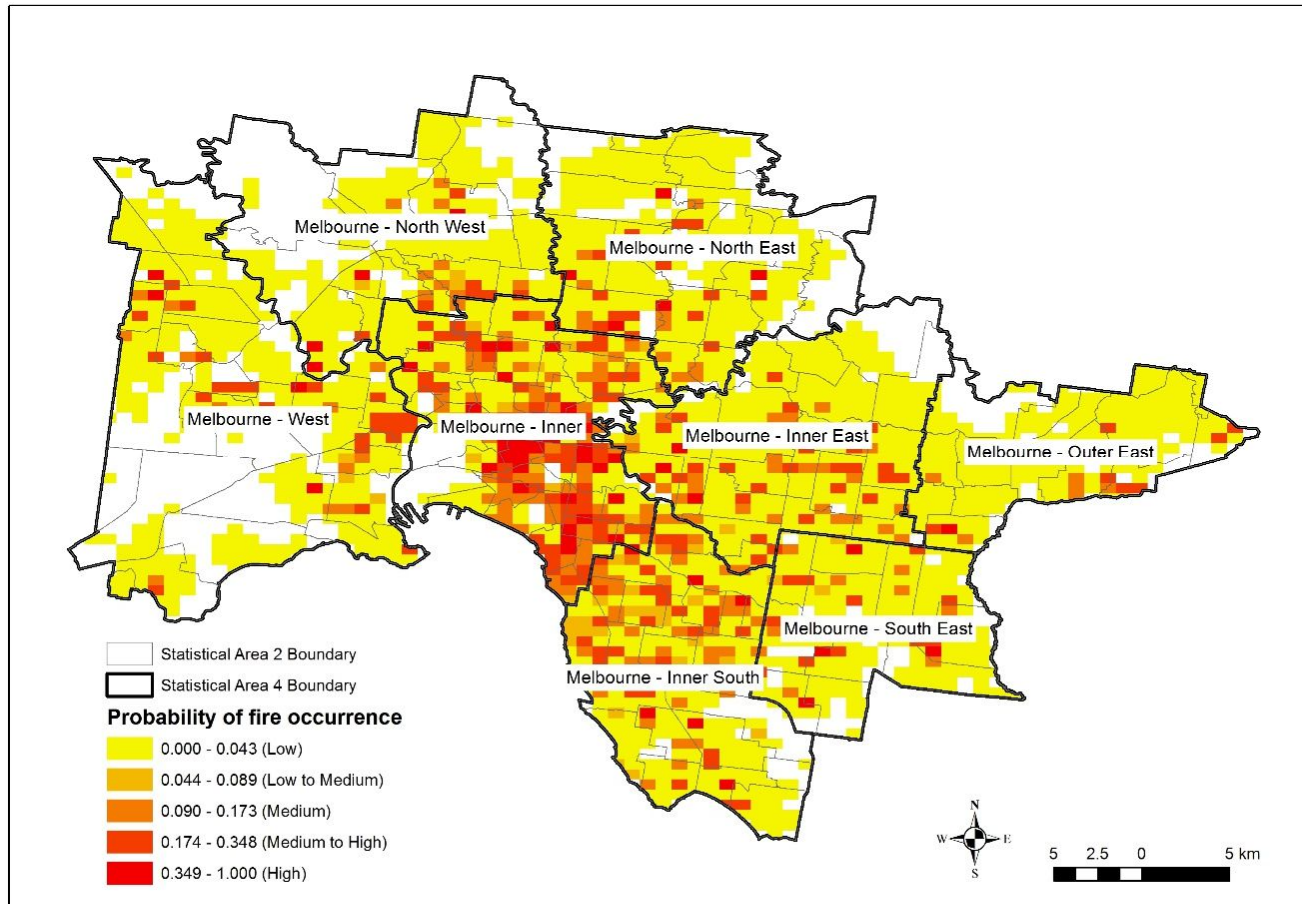 Melbourne - North West
Melbourne - North East
Melbourne - West
Melbourne - Inner
Melbourne - Inner East
Melbourne - Outer East
Melbourne - South East
Melbourne - Inner South
Statistical Area 2 Boundary
Statistical Area 4 Boundary
Probability of fire occurrence
0.000 - 0.043 (Low)
0.044 - 0.089 (Low to Medium)
0.090 - 0.173 (Medium)
0.174 - 0.348 (Medium to High)
0.349 - 1.000 (High)
N
W E
S
5 2.5 0 5 km